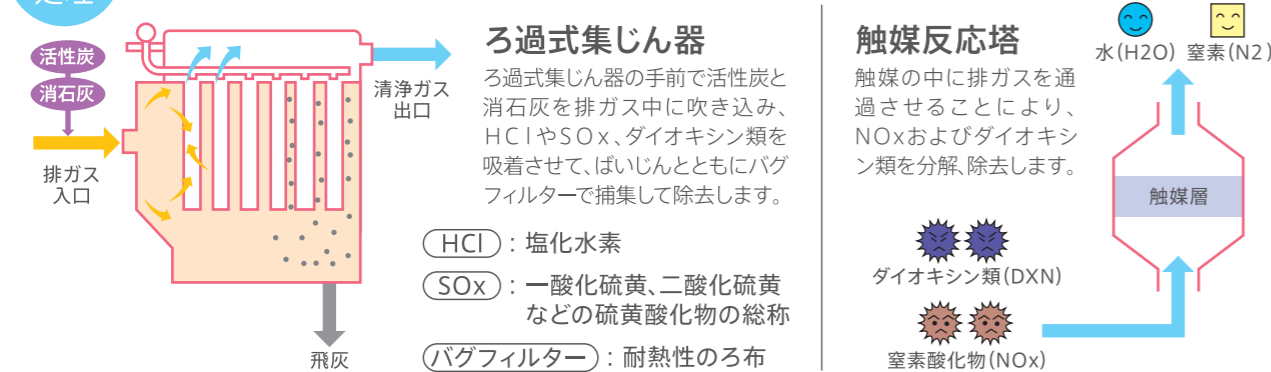 処理
活性炭
消石灰
排ガス
入口
清浄ガス
出口
飛灰
ろ過式集じん器
ろ過式集じん器の手前で活性炭と
消石灰を排ガス中に吹き込み、
HClやSOx、ダイオキシン類を
吸着させて、ばいじんとともにバグ
フィルターで捕集して除去します。
HCl：塩化水素
SOx：一酸化硫黄、二酸化硫黄
などの硫黄酸化物の総称
バグフィルター：耐熱性のろ布
触媒反応塔
触媒の中に排ガスを通
過させることにより、
NOxおよびダイオキシ
ン類を分解、除去します。
水(H2O) 窒素(N2)
触媒層
ダイオキシン類(DXN)
窒素酸化物(NOx)